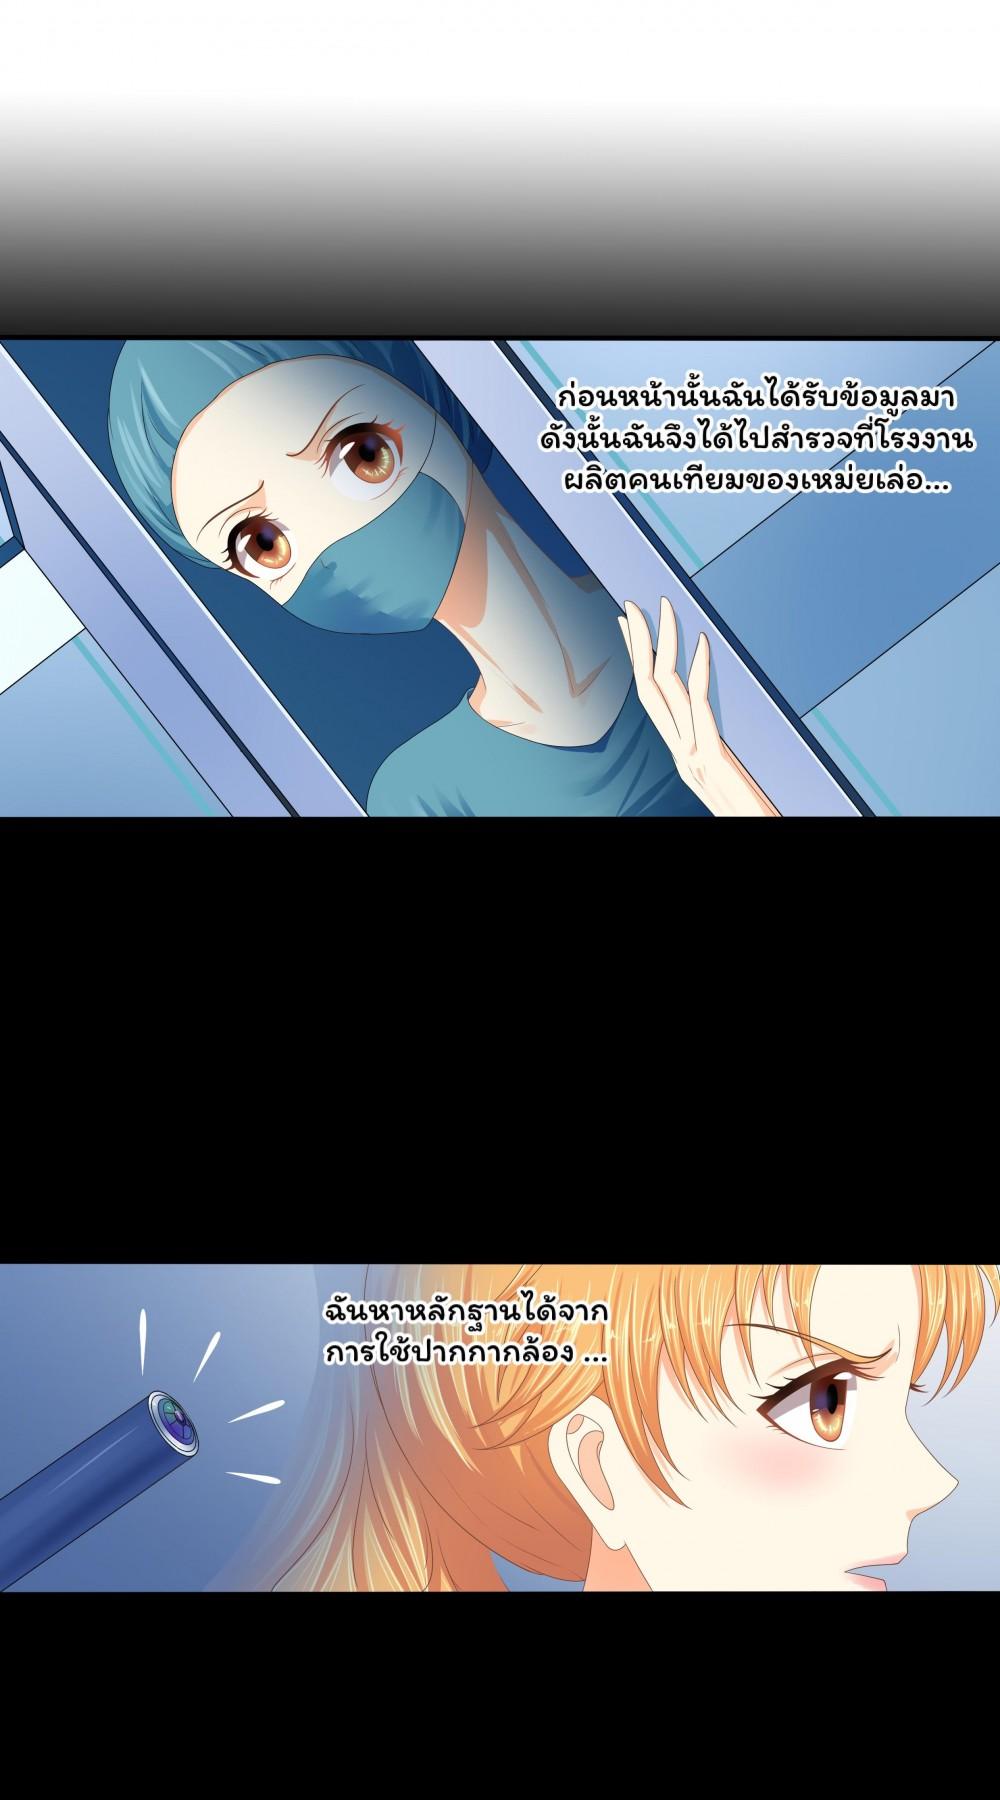 ก่อนหน้านั้นฉันได้รับข้อมูลมา
ดังนั้นฉันจึงได้ไปสำรวจที่โรงงาน
ผลิตคนเทียมของเหม่ยเล่อ...
ฉันหาหลักฐานได้จาก
การใช้ปากกากล้อง ...